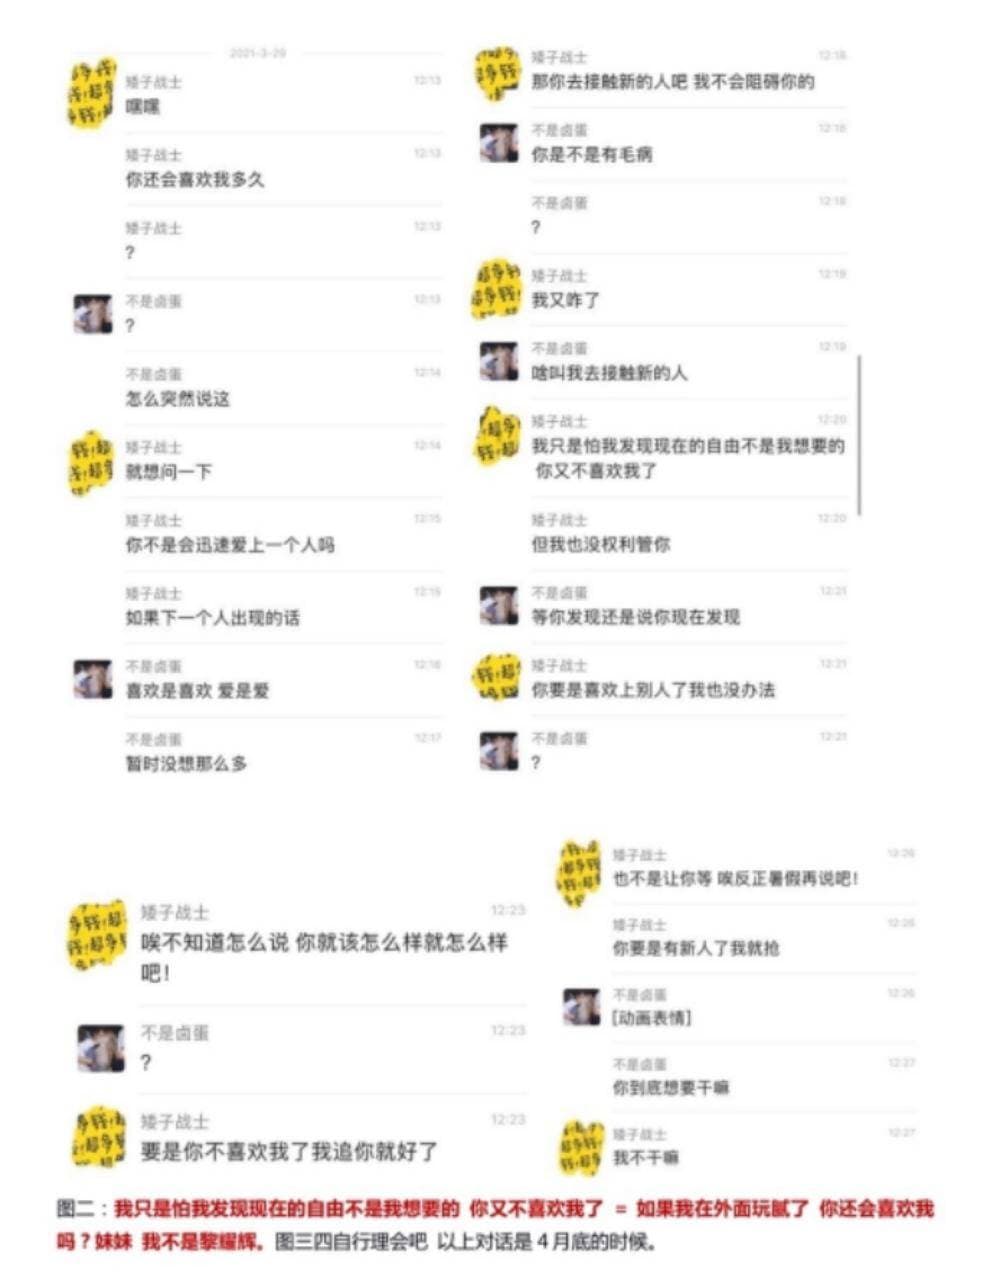 2021-3-29
矮子战士 12:13
嘿嘿
矮子战士 12:13
你还会喜欢我多久
矮子战士 12:13
?
不是卤蛋 12:13
?
不是卤蛋 12:14
怎么突然说这
矮子战士 12:14
就想问一下
矮子战士 12:15
你不是会迅速爱上一个人吗
矮子战士 12:15
如果下一个人出现的话
不是卤蛋 12:16
喜欢是喜欢 爱是爱
不是卤蛋 12:17
暂时没想那么多
矮子战士 12:18
那你去接触新的人吧 我不会阻碍你的
不是卤蛋 12:18
你是不是有毛病
不是卤蛋 12:18
?
矮子战士 12:19
我又咋了
不是卤蛋 12:19
啥叫我去接触新的人
矮子战士 12:20
我只是怕我发现现在的自由不是我想要的
你又不喜欢我了
矮子战士 12:20
但我也没权利管你
不是卤蛋 12:21
等你发现还是说你现在发现
矮子战士 12:21
你要是喜欢上别人了我也没办法
不是卤蛋 12:21
?
矮子战士 12:23
唉不知道怎么说 你就该怎么样就怎么样
吧!
不是卤蛋 12:23
?
矮子战士 12:23
要是你不喜欢我了我追你就好了
矮子战士
也不是让你等 唉反正暑假再说吧!
矮子战士
你要是有新人了我就抢
不是卤蛋 12:26
[动画表情]
不是卤蛋 12:27
你到底想要干嘛
矮子战士 12:27
我不干嘛
图二：我只是怕我发现现在的自由不是我想要的 你又不喜欢我了 = 如果我在外面玩腻了 你还会喜欢我
吗？妹妹 我不是黎耀辉。图三四自行理会吧 以上对话是 4 月底的时候。